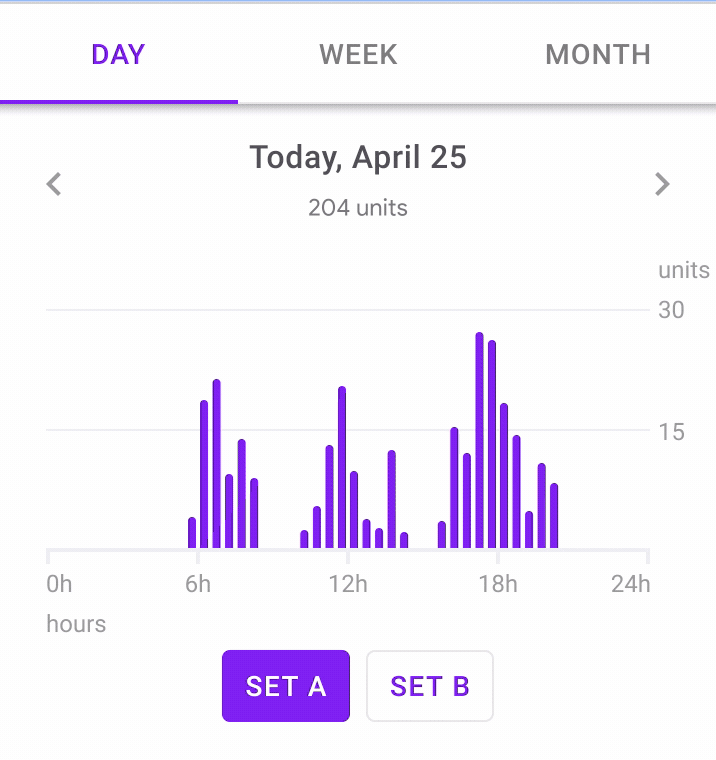 DAY WEEK MONTH
Today, April 25
204 units
units
30
15
0h 6h 12h 18h 24h
hours
SET A SET B